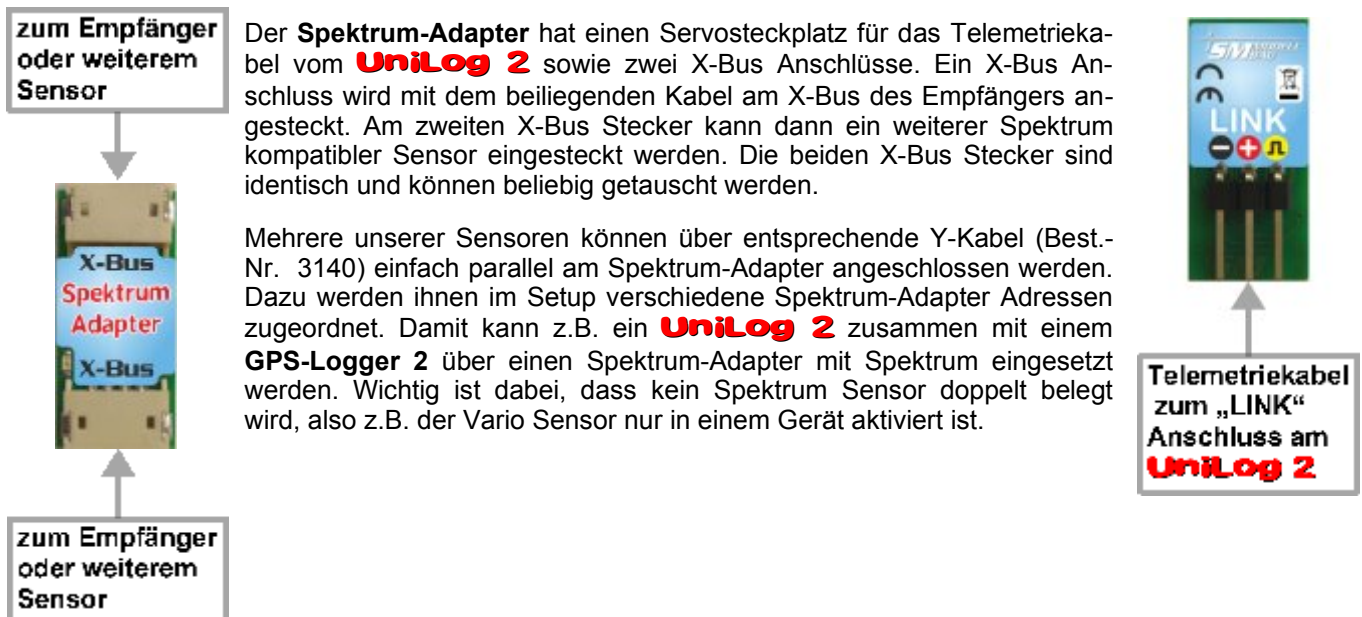 zum Empfänger
oder weiterem
Sensor
X-Bus
Spektrum
Adapter
X-Bus
zum Empfänger
oder weiterem
Sensor
Der Spektrum-Adapter hat einen Servosteckplatz für das Telemetrieka-
bel vom UniLog 2 sowie zwei X-Bus Anschlüsse. Ein X-Bus An-
schluss wird mit dem beiliegenden Kabel am X-Bus des Empfängers an-
gesteckt. Am zweiten X-Bus Stecker kann dann ein weiterer Spektrum
kompatibler Sensor eingesteckt werden. Die beiden X-Bus Stecker sind
identisch und können beliebig getauscht werden.
Mehrere unserer Sensoren können über entsprechende Y-Kabel (Best.-
Nr. 3140) einfach parallel am Spektrum-Adapter angeschlossen werden.
Dazu werden ihnen im Setup verschiedene Spektrum-Adapter Adressen
zugeordnet. Damit kann z.B. ein UniLog 2 zusammen mit einem
GPS-Logger 2 über einen Spektrum-Adapter mit Spektrum eingesetzt
werden. Wichtig ist dabei, dass kein Spektrum Sensor doppelt belegt
wird, also z.B. der Vario Sensor nur in einem Gerät aktiviert ist.
SM
CE
LINK
Telemetriekabel
zum „LINK“
Anschluss am
UniLog 2